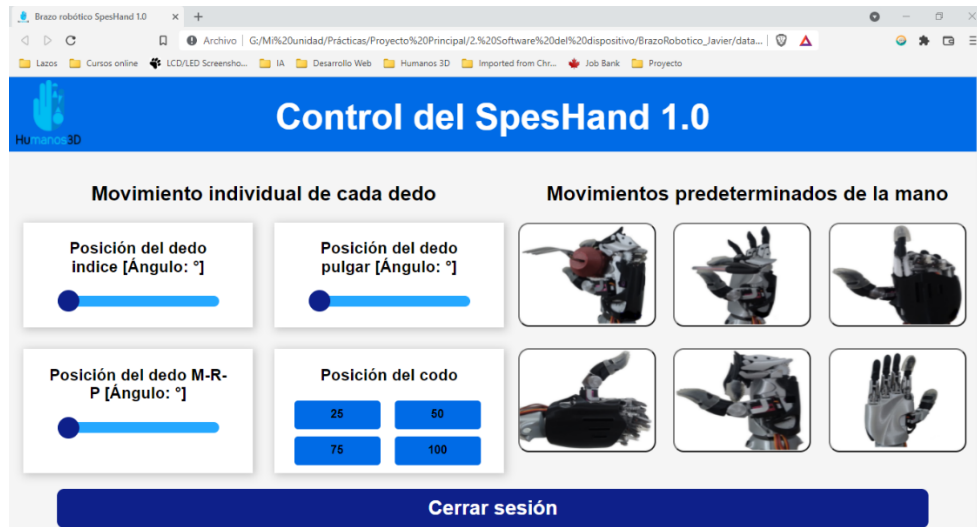 Brazo robótico SpesHand 1.0
Archivo | G:/Mi%20unidad/Prácticas/Proyecto%20Principal/2.%20Software%20del%20dispositivo/BrazoRobotico_Javier/data...
Lazos Cursos online LCD/LED Screensho... IA Desarrollo Web Humanos 3D Imported from Chr... Job Bank Proyecto
Humanos3D
Control del SpesHand 1.0
Movimiento individual de cada dedo
Movimientos predeterminados de la mano
Posición del dedo
indice [Ángulo: °]
Posición del dedo
pulgar [Ángulo: °]
Posición del dedo M-R-
P [Ángulo: °]
Posición del codo
25 50
75 100
Cerrar sesión